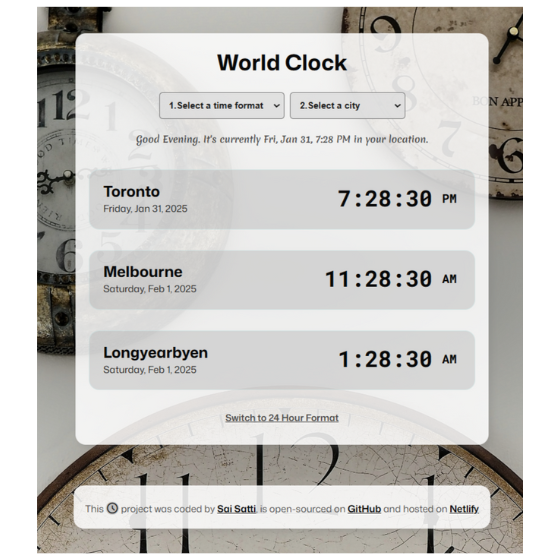 World Clock
1.Select a time format 2.Select a city
Good Evening. It's currently Fri, Jan 31, 7:28 PM in your location.
Toronto
Friday, Jan 31, 2025
7:28:30 PM
Melbourne
Saturday, Feb 1, 2025
11:28:30 AM
Longyearbyen
Saturday, Feb 1, 2025
1:28:30 AM
Switch to 24 Hour Format
This project was coded by Sai Satti, is open-sourced on GitHub and hosted on Netlify